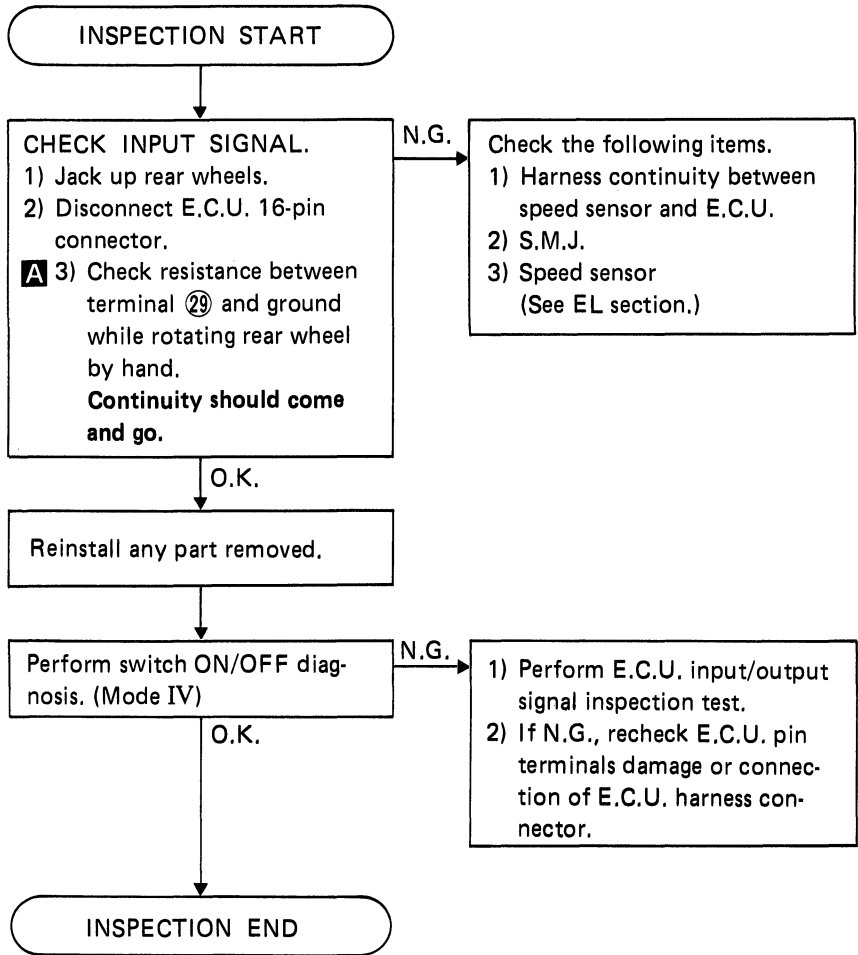 INSPECTION START
CHECK INPUT SIGNAL.
1) Jack up rear wheels.
2) Disconnect E.C.U. 16-pin
connector.
A 3) Check resistance between
terminal ㉙ and ground
while rotating rear wheel
by hand.
Continuity should come
and go.
N.G.
Check the following items.
1) Harness continuity between
speed sensor and E.C.U.
2) S.M.J.
3) Speed sensor
(See EL section.)
O.K.
Reinstall any part removed.
Perform switch ON/OFF diag-
nosis. (Mode IV)
N.G.
1) Perform E.C.U. input/output
signal inspection test.
2) If N.G., recheck E.C.U. pin
terminals damage or connec-
tion of E.C.U. harness con-
nector.
O.K.
INSPECTION END